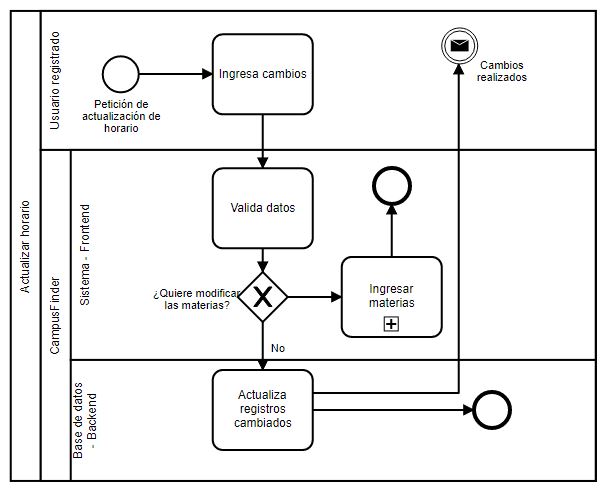 Actualizar horario
Usuario registrado
Petición de
actualización de
horario
Ingresa cambios
Cambios
realizados
CampusFinder
Sistema - Frontend
Valida datos
¿Quiere modificar
las materías?
Ingresar
materias
No
Base de datos
- Backend
Actualiza
registros
cambiados